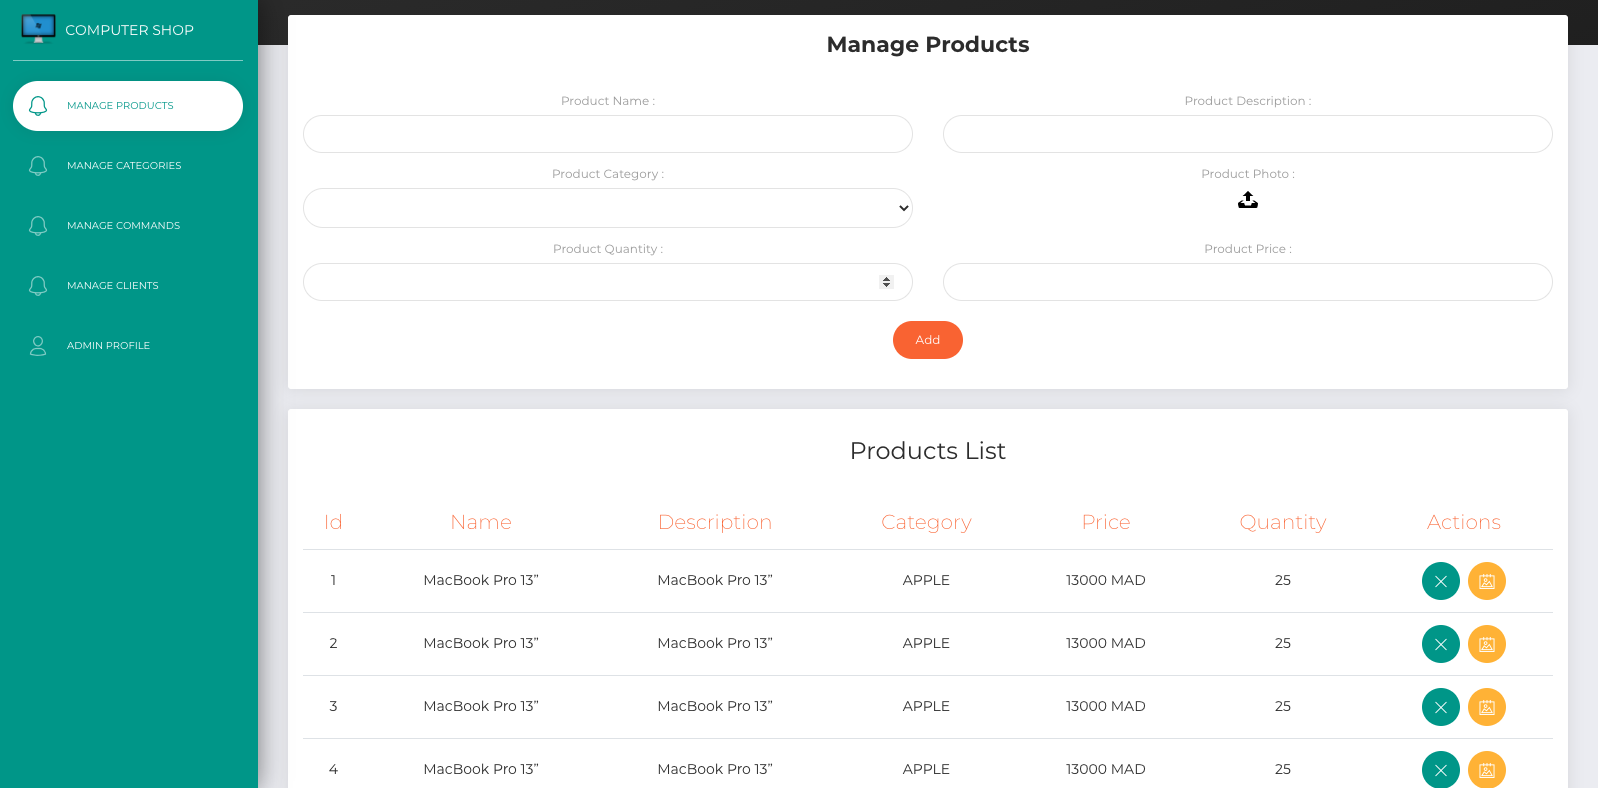 COMPUTER SHOP
MANAGE PRODUCTS
MANAGE CATEGORIES
MANAGE COMMANDS
MANAGE CLIENTS
ADMIN PROFILE
Manage Products
Product Name : Product Description :
Product Category : Product Photo :
Product Quantity : Product Price :
Add
Products List
Id Name Description Category Price Quantity Actions
1 MacBook Pro 13” MacBook Pro 13” APPLE 13000 MAD 25
2 MacBook Pro 13” MacBook Pro 13” APPLE 13000 MAD 25
3 MacBook Pro 13” MacBook Pro 13” APPLE 13000 MAD 25
4 MacBook Pro 13” MacBook Pro 13” APPLE 13000 MAD 25